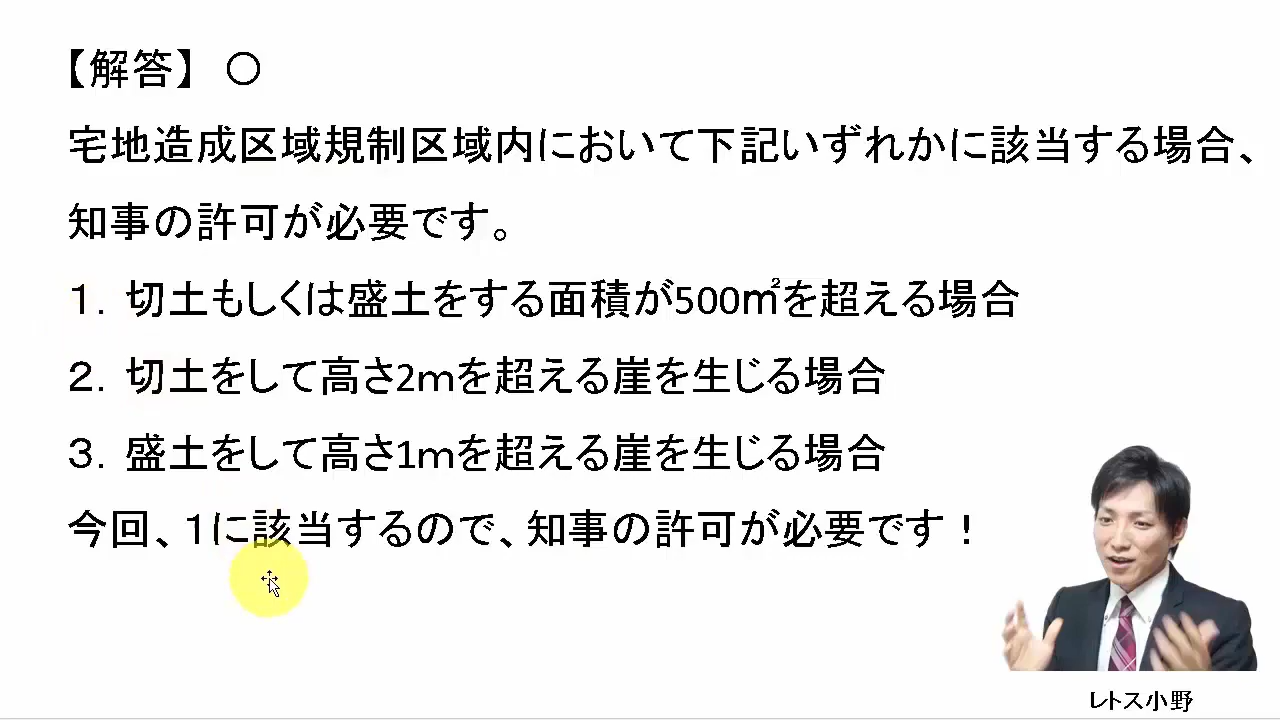 【解答】 〇
宅地造成区域規制区域内において下記いずれかに該当する場合、
知事の許可が必要です。
１．切土もしくは盛土をする面積が500㎡を超える場合
２．切土をして高さ2mを超える崖を生じる場合
３．盛土をして高さ1mを超える崖を生じる場合
今回、１に該当するので、知事の許可が必要です！
レトス小野